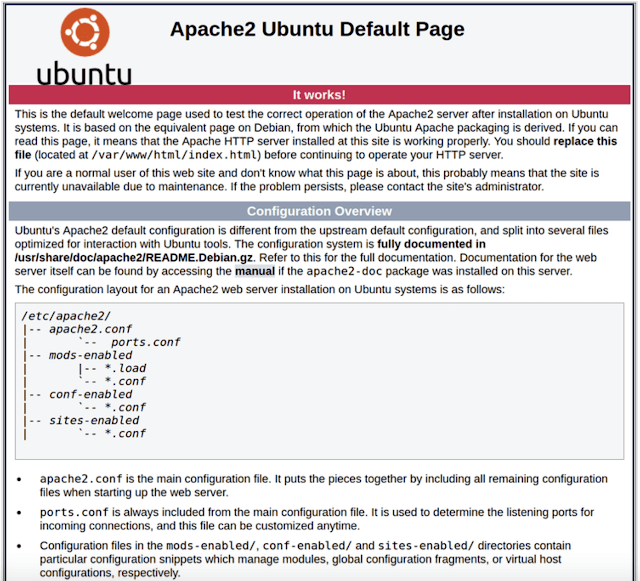 Apache2 Ubuntu Default Page
ubuntu
It works!
This is the default welcome page used to test the correct operation of the Apache2 server after installation on Ubuntu
systems. It is based on the equivalent page on Debian, from which the Ubuntu Apache packaging is derived. If you can
read this page, it means that the Apache HTTP server installed at this site is working properly. You should replace this
file (located at /var/www/html/index.html) before continuing to operate your HTTP server.
If you are a normal user of this web site and don't know what this page is about, this probably means that the site is
currently unavailable due to maintenance. If the problem persists, please contact the site's administrator.
Configuration Overview
Ubuntu's Apache2 default configuration is different from the upstream default configuration, and split into several files
optimized for interaction with Ubuntu tools. The configuration system is fully documented in
/usr/share/doc/apache2/README.Debian.gz. Refer to this for the full documentation. Documentation for the web
server itself can be found by accessing the manual if the apache2-doc package was installed on this server.
The configuration layout for an Apache2 web server installation on Ubuntu systems is as follows:
/etc/apache2/
|-- apache2.conf
|       `--  ports.conf
|-- mods-enabled
|       |-- *.load
|       `-- *.conf
|-- conf-enabled
|       `-- *.conf
|-- sites-enabled
|       `-- *.conf
• apache2.conf is the main configuration file. It puts the pieces together by including all remaining configuration
files when starting up the web server.
• ports.conf is always included from the main configuration file. It is used to determine the listening ports for
incoming connections, and this file can be customized anytime.
• Configuration files in the mods-enabled/, conf-enabled/ and sites-enabled/ directories contain
particular configuration snippets which manage modules, global configuration fragments, or virtual host
configurations, respectively.